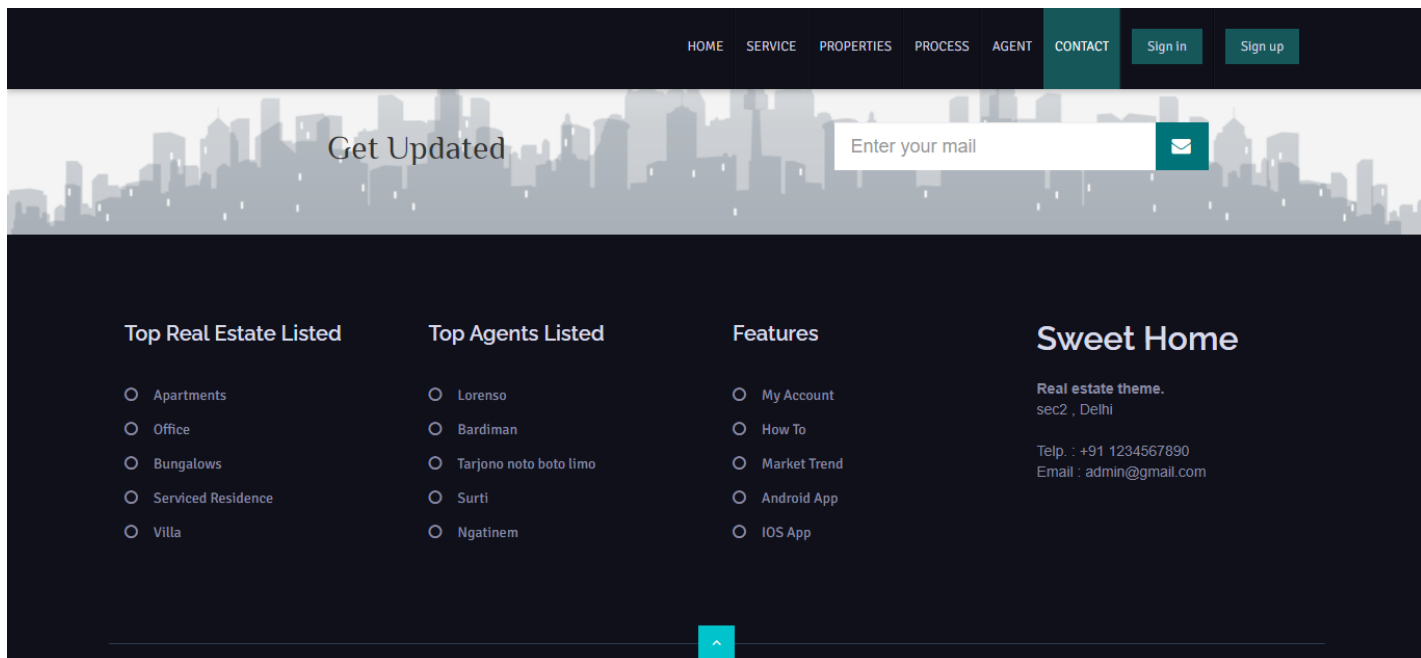 HOME SERVICE PROPERTIES PROCESS AGENT CONTACT Sign in Sign up
Get Updated
Enter your mail
Top Real Estate Listed
Apartments
Office
Bungalows
Serviced Residence
Villa
Top Agents Listed
Lorenso
Bardiman
Tarjono noto boto limo
Surti
Ngatinem
Features
My Account
How To
Market Trend
Android App
IOS App
Sweet Home
Real estate theme.
sec2 , Delhi
Telp. : +91 1234567890
Email : admin@gmail.com